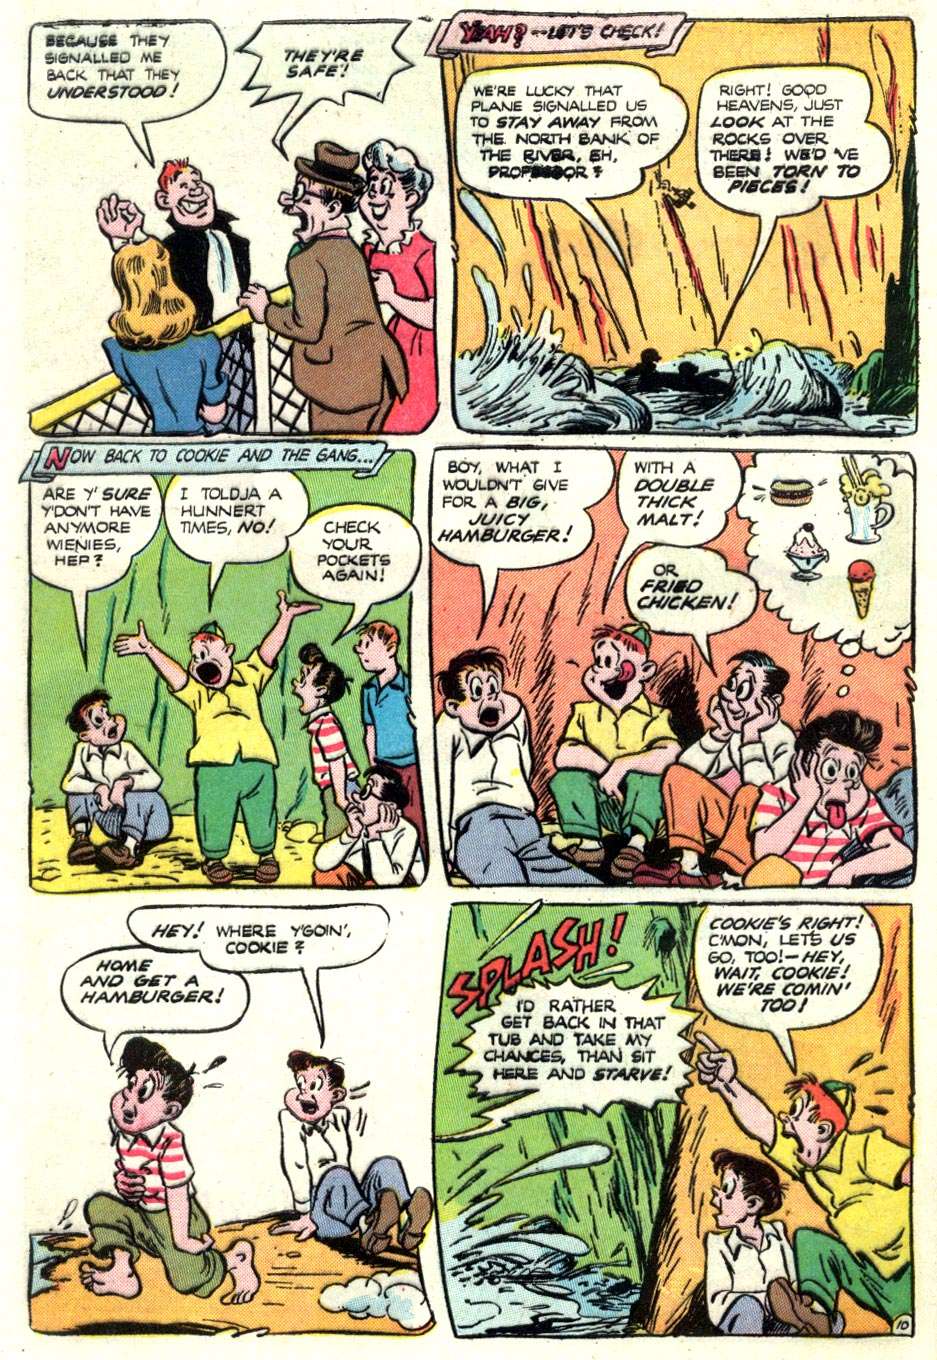 BECAUSE THEY
SIGNALLED ME
BACK THAT THEY
UNDERSTOOD!
THEY'RE
SAFE!
YEAH? --LET'S CHECK!
WE'RE LUCKY THAT
PLANE SIGNALLED US
TO STAY AWAY FROM
THE NORTH BANK OF
THE RIVER, EH,
PROFESSOR?
RIGHT! GOOD
HEAVENS, JUST
LOOK AT THE
ROCKS OVER
THERE! WE'D 'VE
BEEN TORN TO
PIECES!
NOW BACK TO COOKIE AND THE GANG...
ARE Y' SURE
Y'DON'T HAVE
ANYMORE
WIENIES,
HEP?
I TOLDJA A
HUNNERT
TIMES, NO!
CHECK
YOUR
POCKETS
AGAIN!
BOY, WHAT I
WOULDN'T GIVE
FOR A BIG,
JUICY
HAMBURGER!
WITH A
DOUBLE
THICK
MALT!
OR
FRIED
CHICKEN!
HEY! WHERE Y'GOIN',
COOKIE?
HOME
AND GET A
HAMBURGER!
SPLASH!
I'D RATHER
GET BACK IN THAT
TUB AND TAKE MY
CHANCES, THAN SIT
HERE AND STARVE!
COOKIE'S RIGHT!
C'MON, LET'S US
GO, TOO!-HEY,
WAIT, COOKIE!
WE'RE COMIN'
TOO!
10